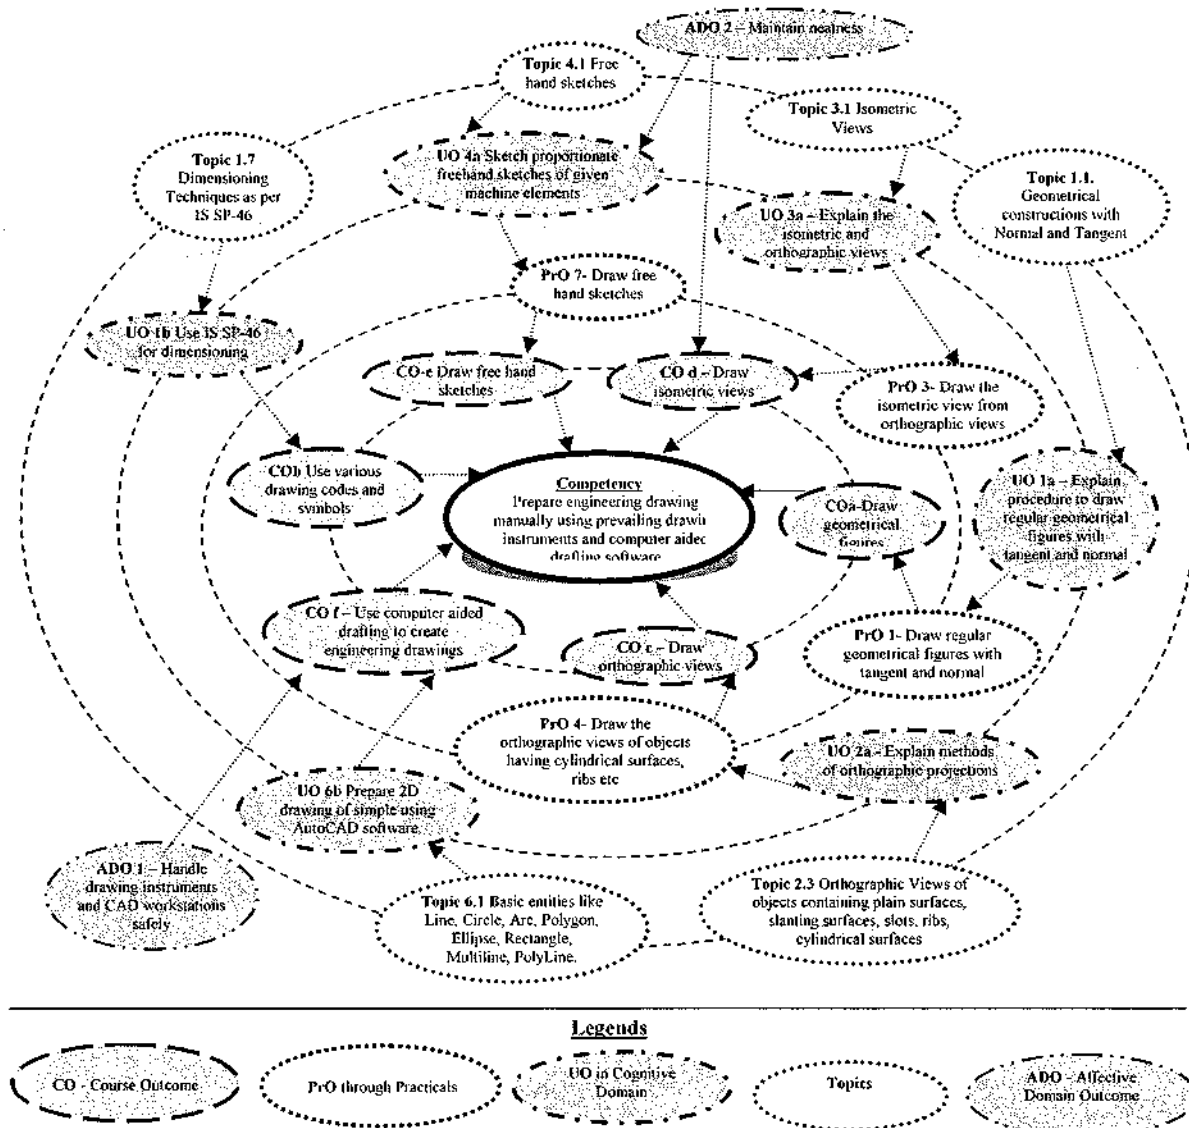 ADO 2 – Maintain neatness
Topic 4.1 Free
hand sketches
Topic 3.1 Isometric
Views
Topic 1.7
Dimensioning
Techniques as per
IS SP-46
UO 4a Sketch proportionate
freehand sketches of given
machine elements
Topic 1.1.
Geometrical
constructions with
Normal and Tangent
UO 3a – Explain the
isometric and
orthographic views
PrO 7- Draw free
hand sketches
UO 1b Use IS SP-46
for dimensioning
CO-e Draw free hand
sketches
CO d – Draw
isometric views
PrO 3- Draw the
isometric view from
orthographic views
COb Use various
drawing codes and
symbols
Competency
Prepare engineering drawing
manually using prevailing drawi
instruments and computer aided
drafting software
COa-Draw
geometrical
figures
UO 1a – Explain
procedure to draw
regular geometrical
figures with
tangent and normal
CO f – Use computer aided
drafting to create
engineering drawings
CO c – Draw
orthographic views
PrO 1- Draw regular
geometrical figures with
tangent and normal
PrO 4- Draw the
orthographic views of objects
having cylindrical surfaces,
ribs etc
UO 2a – Explain methods
of orthographic projections
UO 6b Prepare 2D
drawing of simple using
AutoCAD software.
ADO 1 – Handle
drawing instruments
and CAD workstations
safely
Topic 6.1 Basic entities like
Line, Circle, Arc, Polygon,
Ellipse, Rectangle,
Multiline, PolyLine.
Topic 2.3 Orthographic Views of
objects containing plain surfaces,
slanting surfaces, slots, ribs,
cylindrical surfaces
Legends
CO - Course Outcome
PrO through Practicals
UO in Cognitive
Domain
Topics
ADO – Affective
Domain Outcome